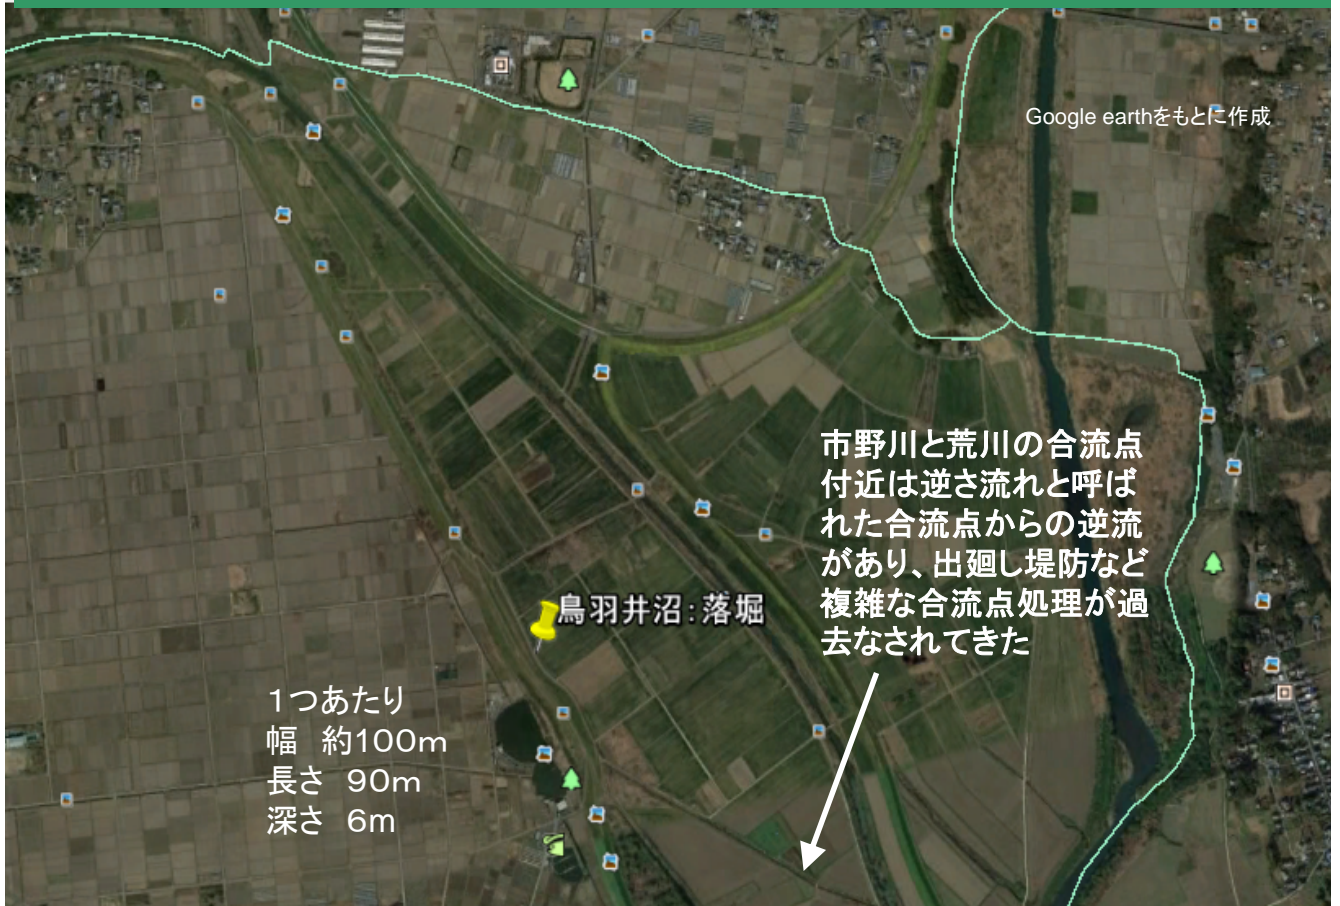 Google earthをもとに作成
市野川と荒川の合流点
付近は逆さ流れと呼ば
れた合流点からの逆流
があり、出廻し堤防など
複雑な合流点処理が過
去なされてきた
鳥羽井沼:落堀
1つあたり
幅　約100m
長さ　90m
深さ　6m